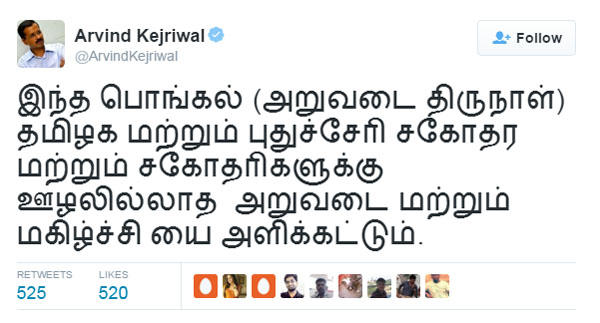 Arvind Kejriwal
@ArvindKejriwal
Follow
இந்த பொங்கல் (அறுவடை திருநாள்)
தமிழக மற்றும் புதுச்சேரி சகோதர
மற்றும் சகோதரிகளுக்கு
ஊழலில்லாத அறுவடை மற்றும்
மகிழ்ச்சி யை அளிக்கட்டும்.
RETWEETS LIKES
525 520